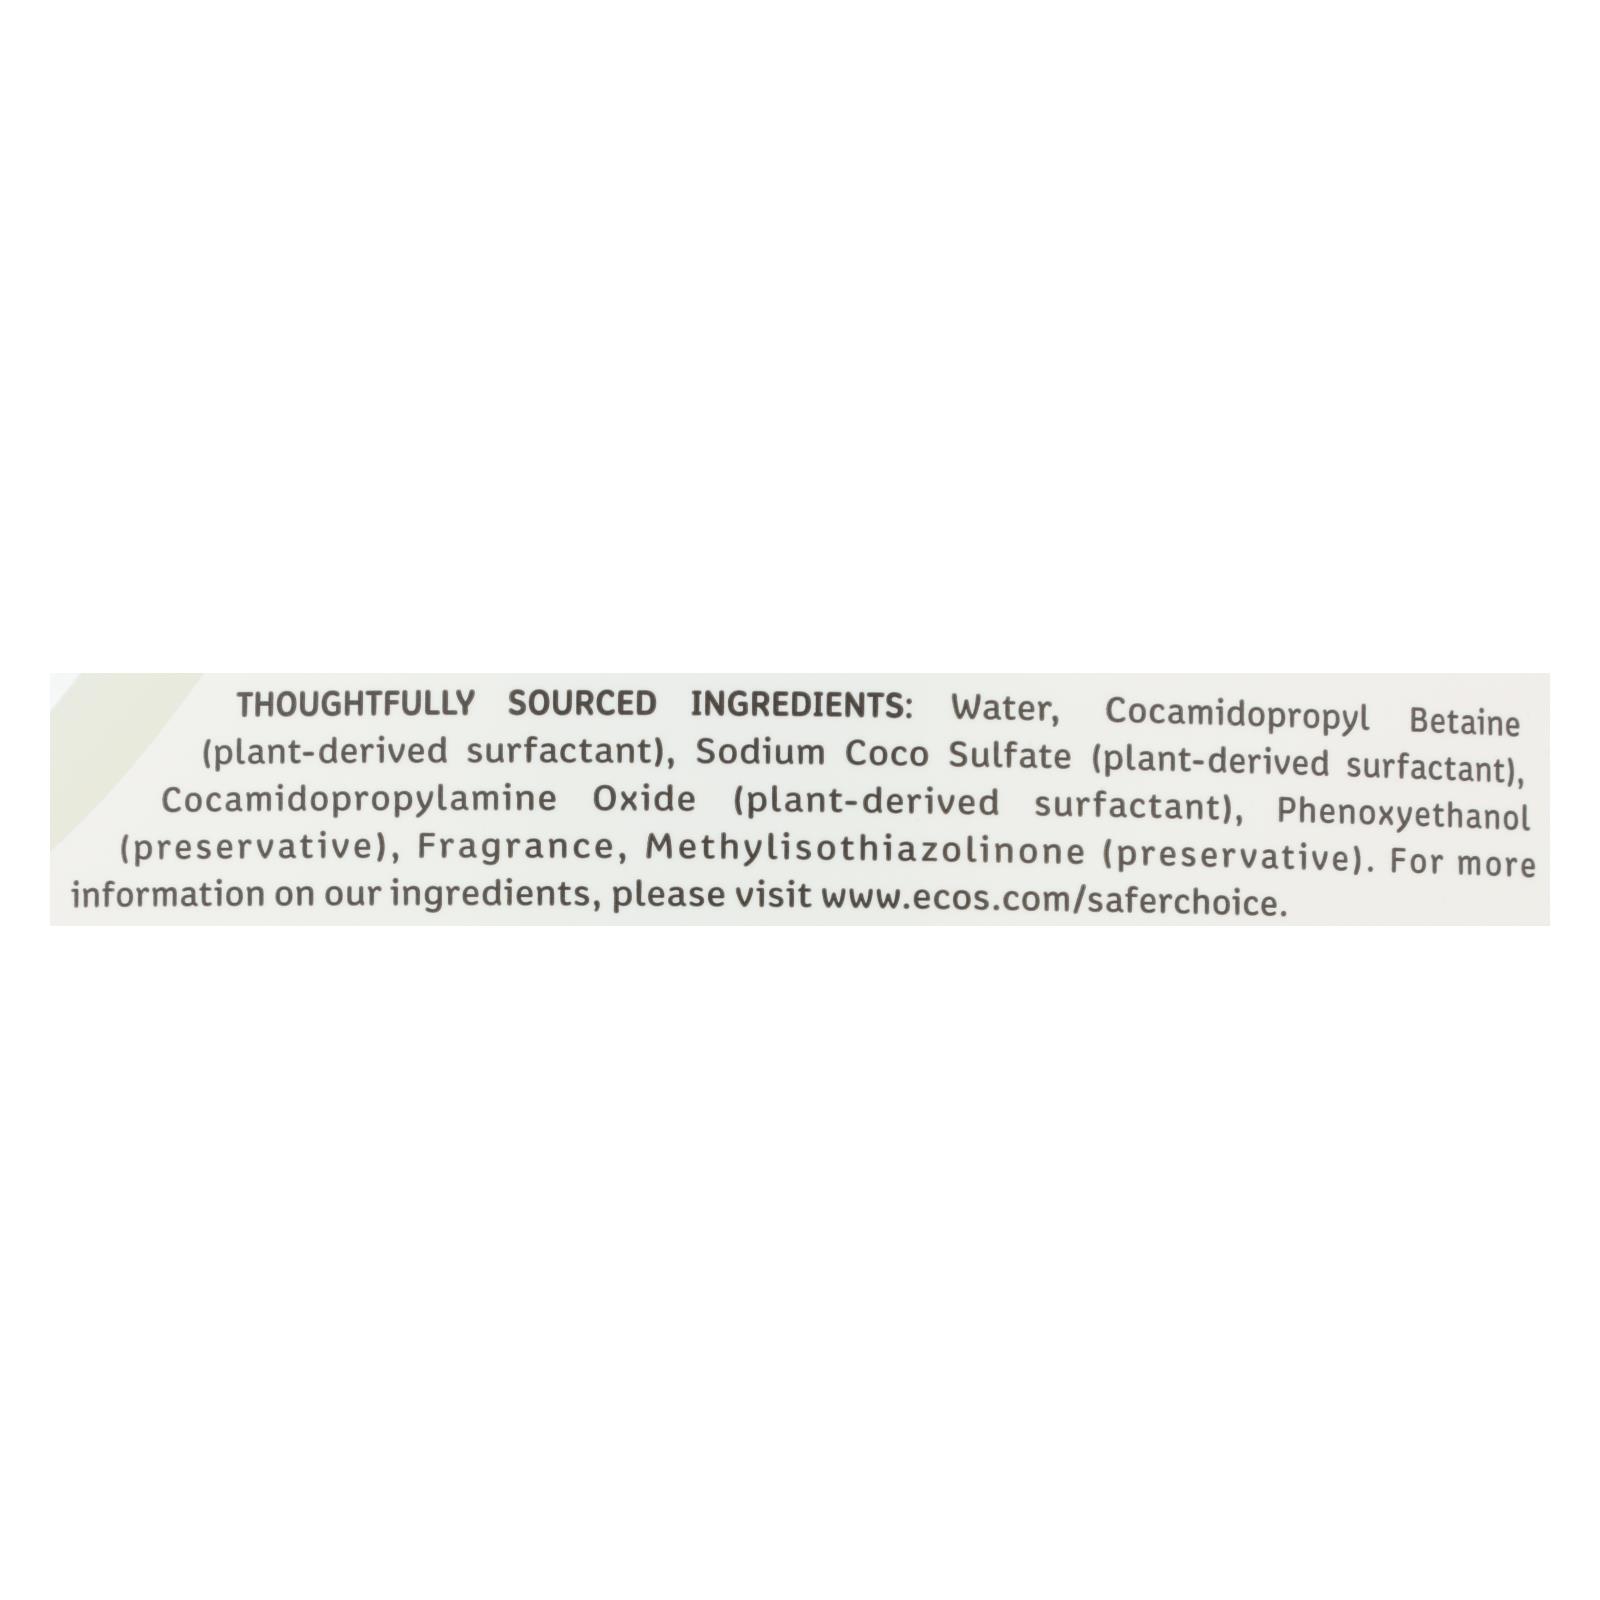 THOUGHTFULLY SOURCED INGREDIENTS: Water, Cocamidopropyl Betaine
(plant-derived surfactant), Sodium Coco Sulfate (plant-derived surfactant),
Cocamidopropylamine Oxide (plant-derived surfactant), Phenoxyethanol
(preservative), Fragrance, Methylisothiazolinone (preservative). For more
information on our ingredients, please visit www.ecos.com/saferchoice.